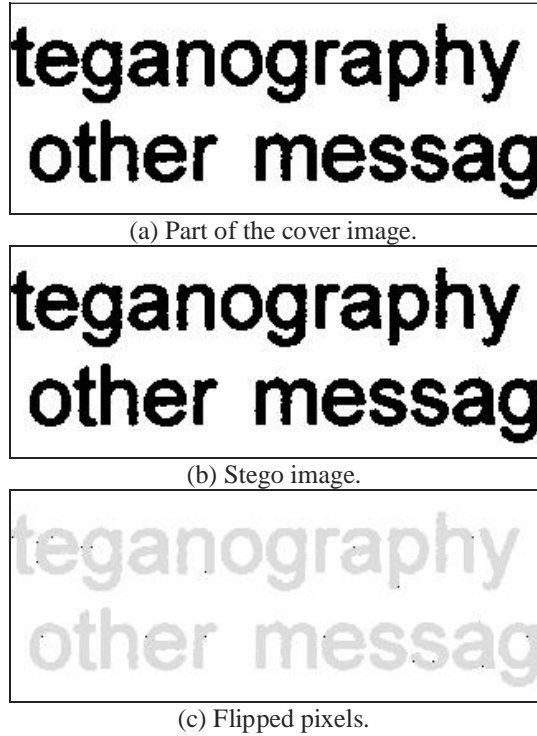 teganography
other messag
(a) Part of the cover image.
teganography
other messag
(b) Stego image.
teganography
other messag
(c) Flipped pixels.